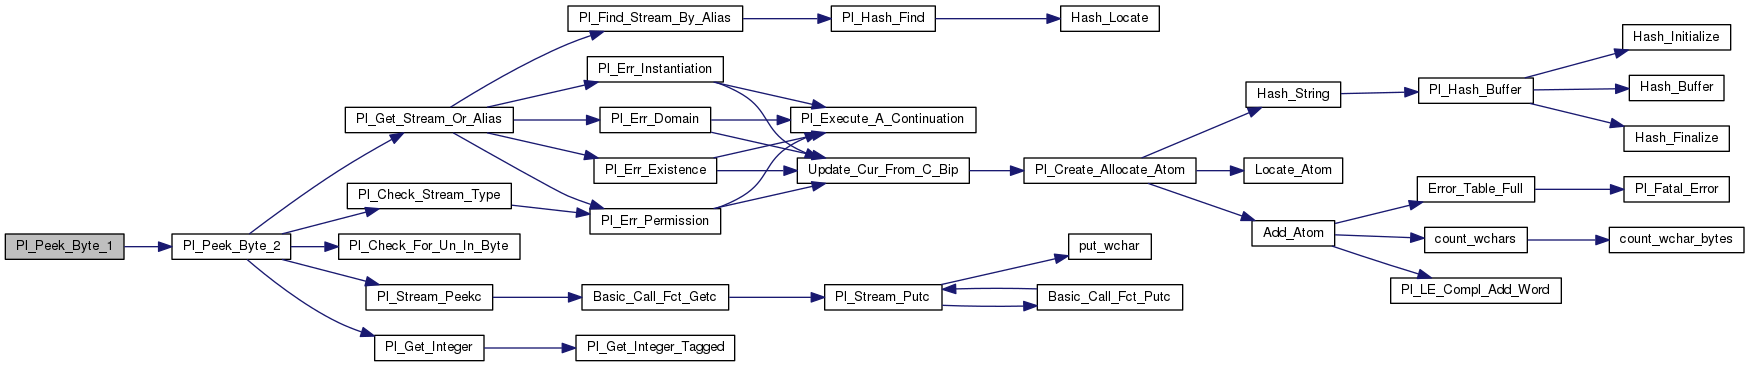 Pl_Peek_Byte_1
Pl_Peek_Byte_2
Pl_Get_Stream_Or_Alias
Pl_Check_Stream_Type
Pl_Check_For_Un_In_Byte
Pl_Stream_Peekc
Pl_Get_Integer
Pl_Find_Stream_By_Alias
Pl_Err_Instantiation
Pl_Err_Domain
Pl_Err_Existence
Pl_Err_Permission
Basic_Call_Fct_Getc
Pl_Get_Integer_Tagged
Pl_Hash_Find
Pl_Execute_A_Continuation
Update_Cur_From_C_Bip
Pl_Stream_Putc
Hash_Locate
Pl_Create_Allocate_Atom
put_wchar
Basic_Call_Fct_Putc
Hash_String
Locate_Atom
Add_Atom
Pl_Hash_Buffer
Error_Table_Full
count_wchars
Pl_LE_Compl_Add_Word
Hash_Initialize
Hash_Buffer
Hash_Finalize
Pl_Fatal_Error
count_wchar_bytes